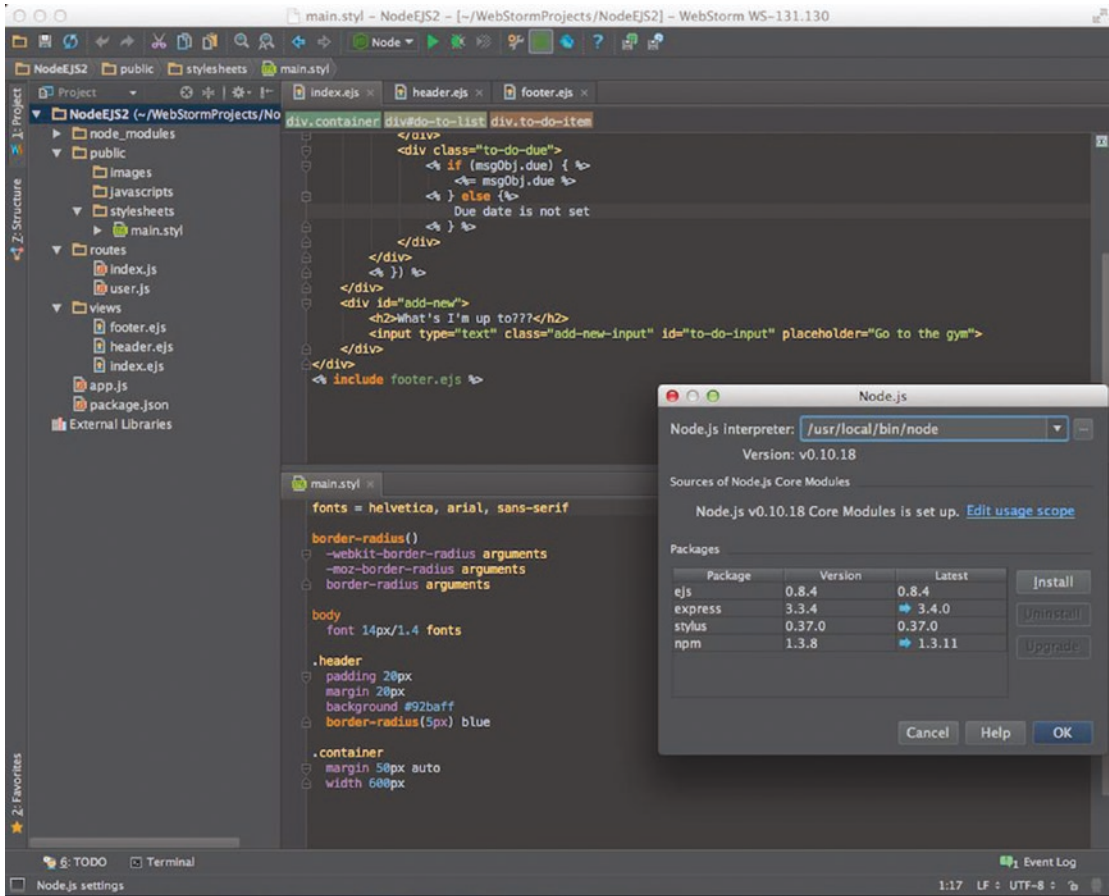 main.styl – NodeEJS2 – [~/WebStormProjects/NodeEJS2] – WebStorm WS-131.130
Node
NodeEJS2 public stylesheets main.styl
1: Project
Z: Structure
2: Favorites
Project
NodeEJS2 (~/WebStormProjects/No
node_modules
public
images
javascripts
stylesheets
main.styl
routes
index.js
user.js
views
footer.ejs
header.ejs
index.ejs
app.js
package.json
External Libraries
index.ejs × header.ejs × footer.ejs ×
div.container div#do-to-list div.to-do-item
</div>
<div class="to-do-due">
<% if (msgObj.due) { %>
<%= msgObj.due %>
<% } else {%>
Due date is not set
<% } %>
</div>
</div>
<% }) %>
</div>
<div id="add-new">
<h2>What's I'm up to???</h2>
<input type="text" class="add-new-input" id="to-do-input" placeholder="Go to the gym">
</div>
</div>
<% include footer.ejs %>
main.styl ×
fonts = helvetica, arial, sans-serif
border-radius()
-webkit-border-radius arguments
-moz-border-radius arguments
border-radius arguments
body
font 14px/1.4 fonts
.header
padding 20px
margin 20px
background #92baff
border-radius(5px) blue
.container
margin 50px auto
width 600px
Node.js
Node.js interpreter: /usr/local/bin/node
Version: v0.10.18
Sources of Node.js Core Modules
Node.js v0.10.18 Core Modules is set up. Edit usage scope
Packages
Package Version Latest
ejs 0.8.4 0.8.4
express 3.3.4 3.4.0
stylus 0.37.0 0.37.0
npm 1.3.8 1.3.11
Install
Uninstall
Upgrade
Cancel Help OK
6: TODO Terminal 1 Event Log
Node.js settings 1:17 LF UTF-8